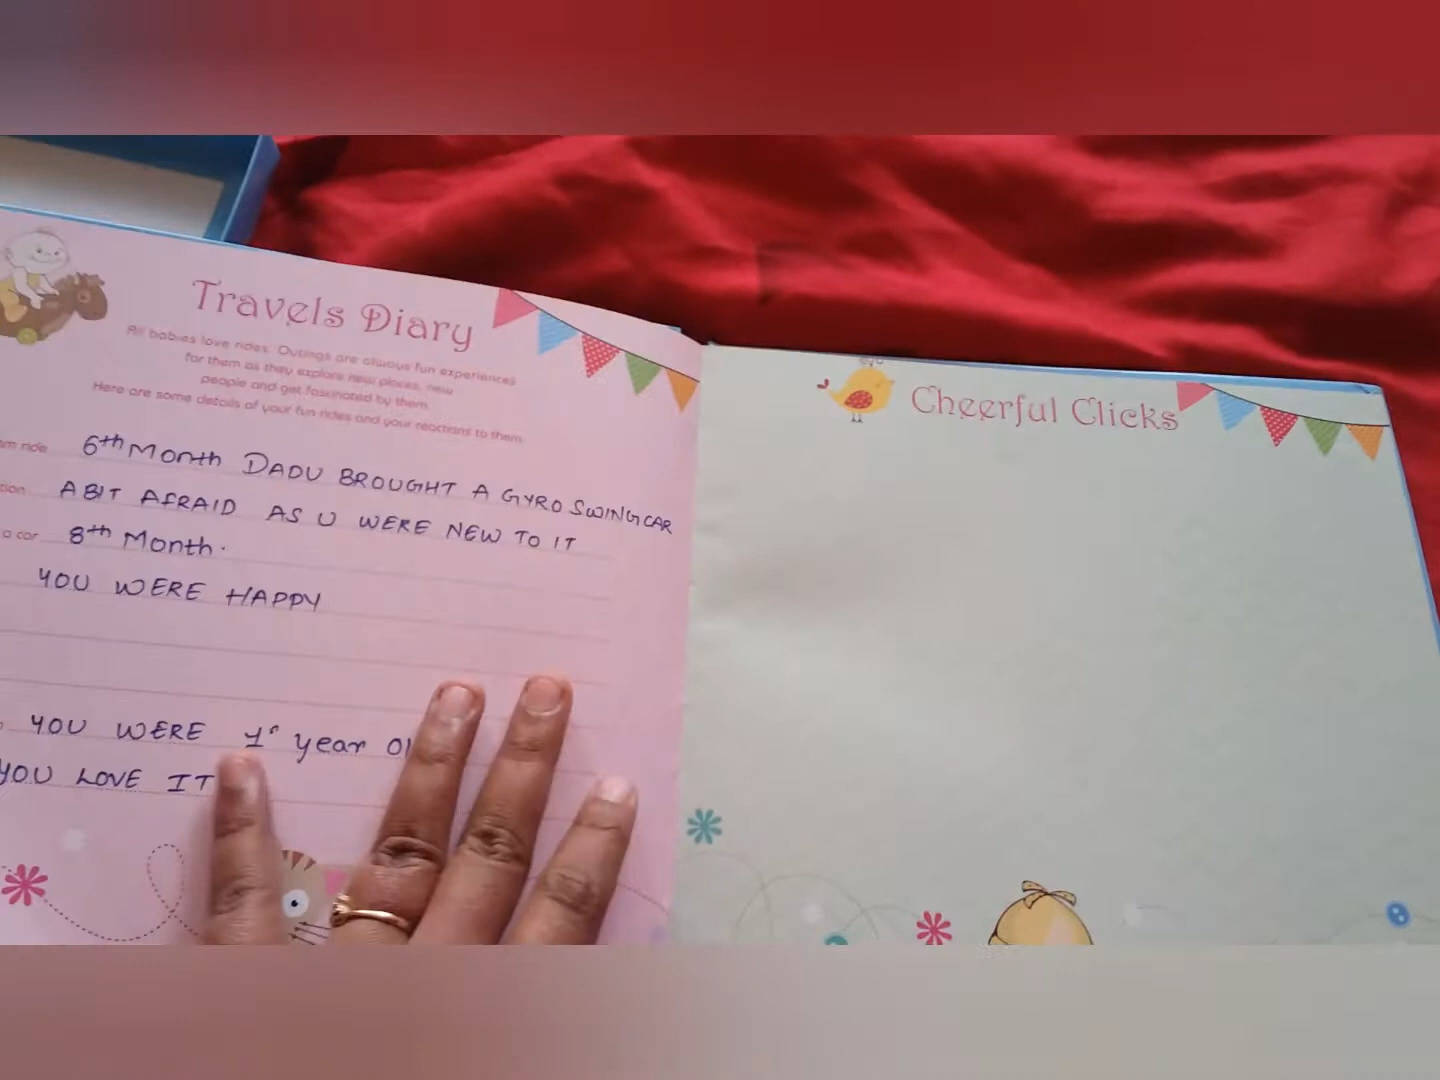 Travels Diary
All babies love rides. Outings are always fun experiences
for them as they explore new places, new
people and get fascinated by them.
Here are some details of your fun rides and your reactions to them
ride 6th Month DADU BROUGHT A GYRO SWING CAR
A BIT AFRAID AS U WERE NEW TO IT
a car 8th Month.
YOU WERE HAPPY
YOU WERE 1st year
YOU LOVE IT
Cheerful Clicks